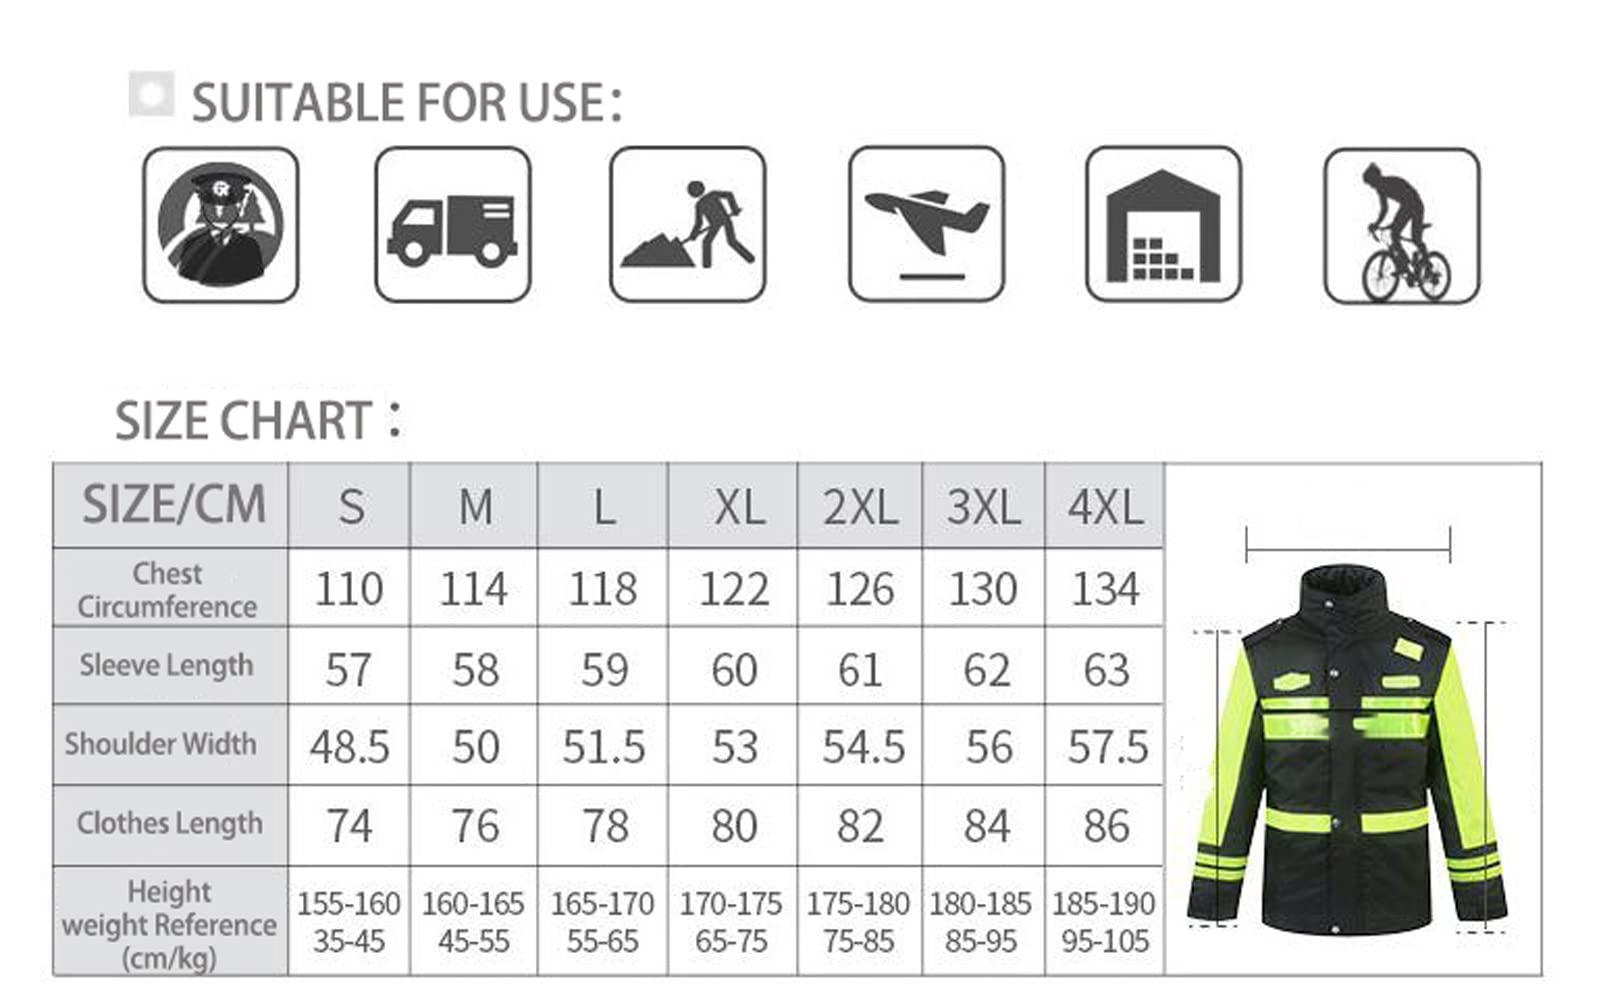 SUITABLE FOR USE:
SIZE CHART :
SIZE/CM S M L XL 2XL 3XL 4XL
Chest
Circumference 110 114 118 122 126 130 134
Sleeve Length 57 58 59 60 61 62 63
Shoulder Width 48.5 50 51.5 53 54.5 56 57.5
Clothes Length 74 76 78 80 82 84 86
Height
weight Reference
(cm/kg)
155-160 160-165 165-170 170-175 175-180 180-185 185-190
35-45 45-55 55-65 65-75 75-85 85-95 95-105